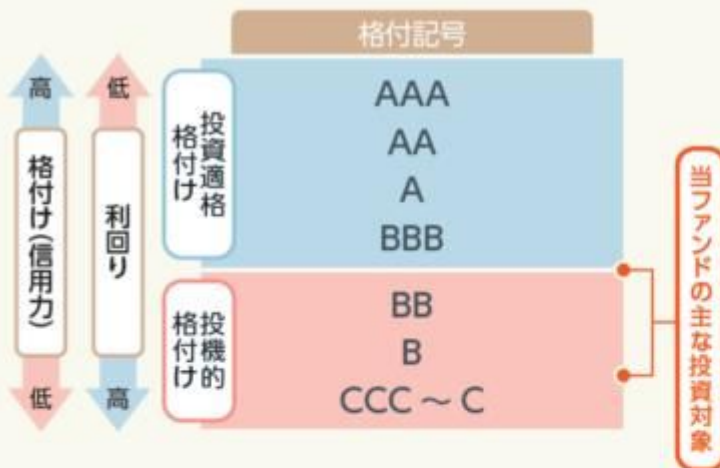 格付記号
高
低
格付け(信用力)
利回り
低
高
投資適格
格付け
AAA
AA
A
BBB
投機的
格付け
BB
B
CCC ～ C
当ファンドの主な投資対象